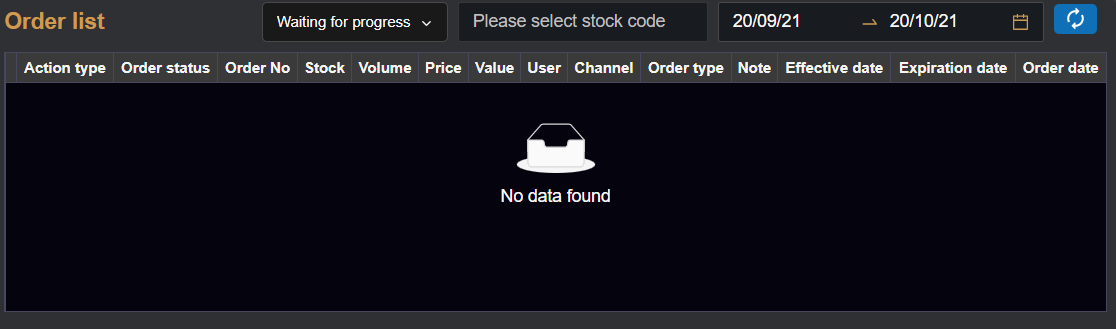 Order list
Waiting for progress
Please select stock code
20/09/21 → 20/10/21
Action type Order status Order No Stock Volume Price Value User Channel Order type Note Effective date Expiration date Order date
No data found